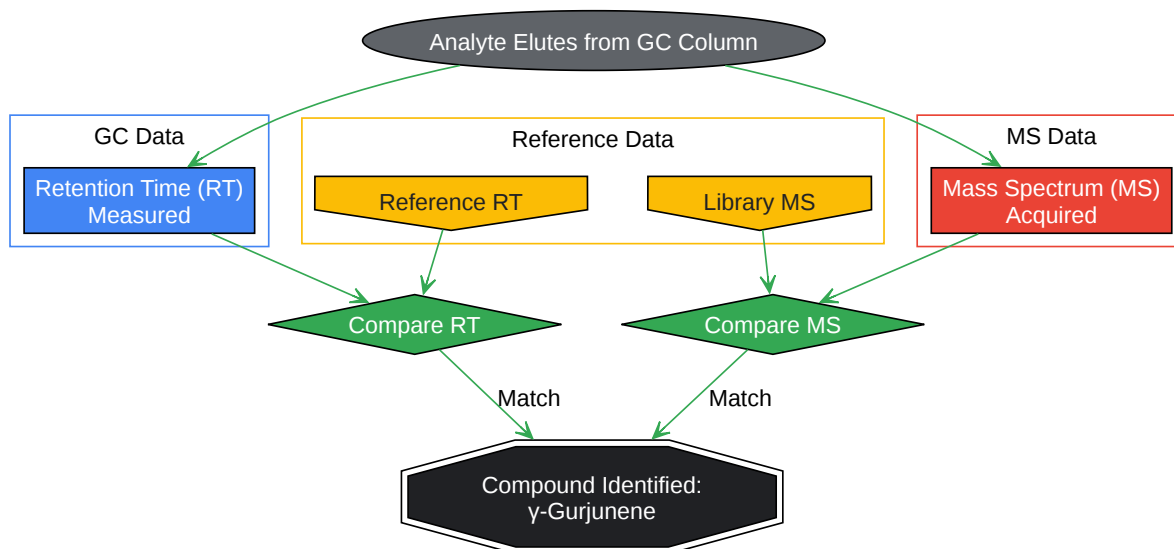 Analyte Elutes from GC Column
GC Data
Reference Data
MS Data
Retention Time (RT)
Measured
Reference RT
Library MS
Mass Spectrum (MS)
Acquired
Compare RT
Compare MS
Match
Match
Compound Identified:
γ-Gurjunene